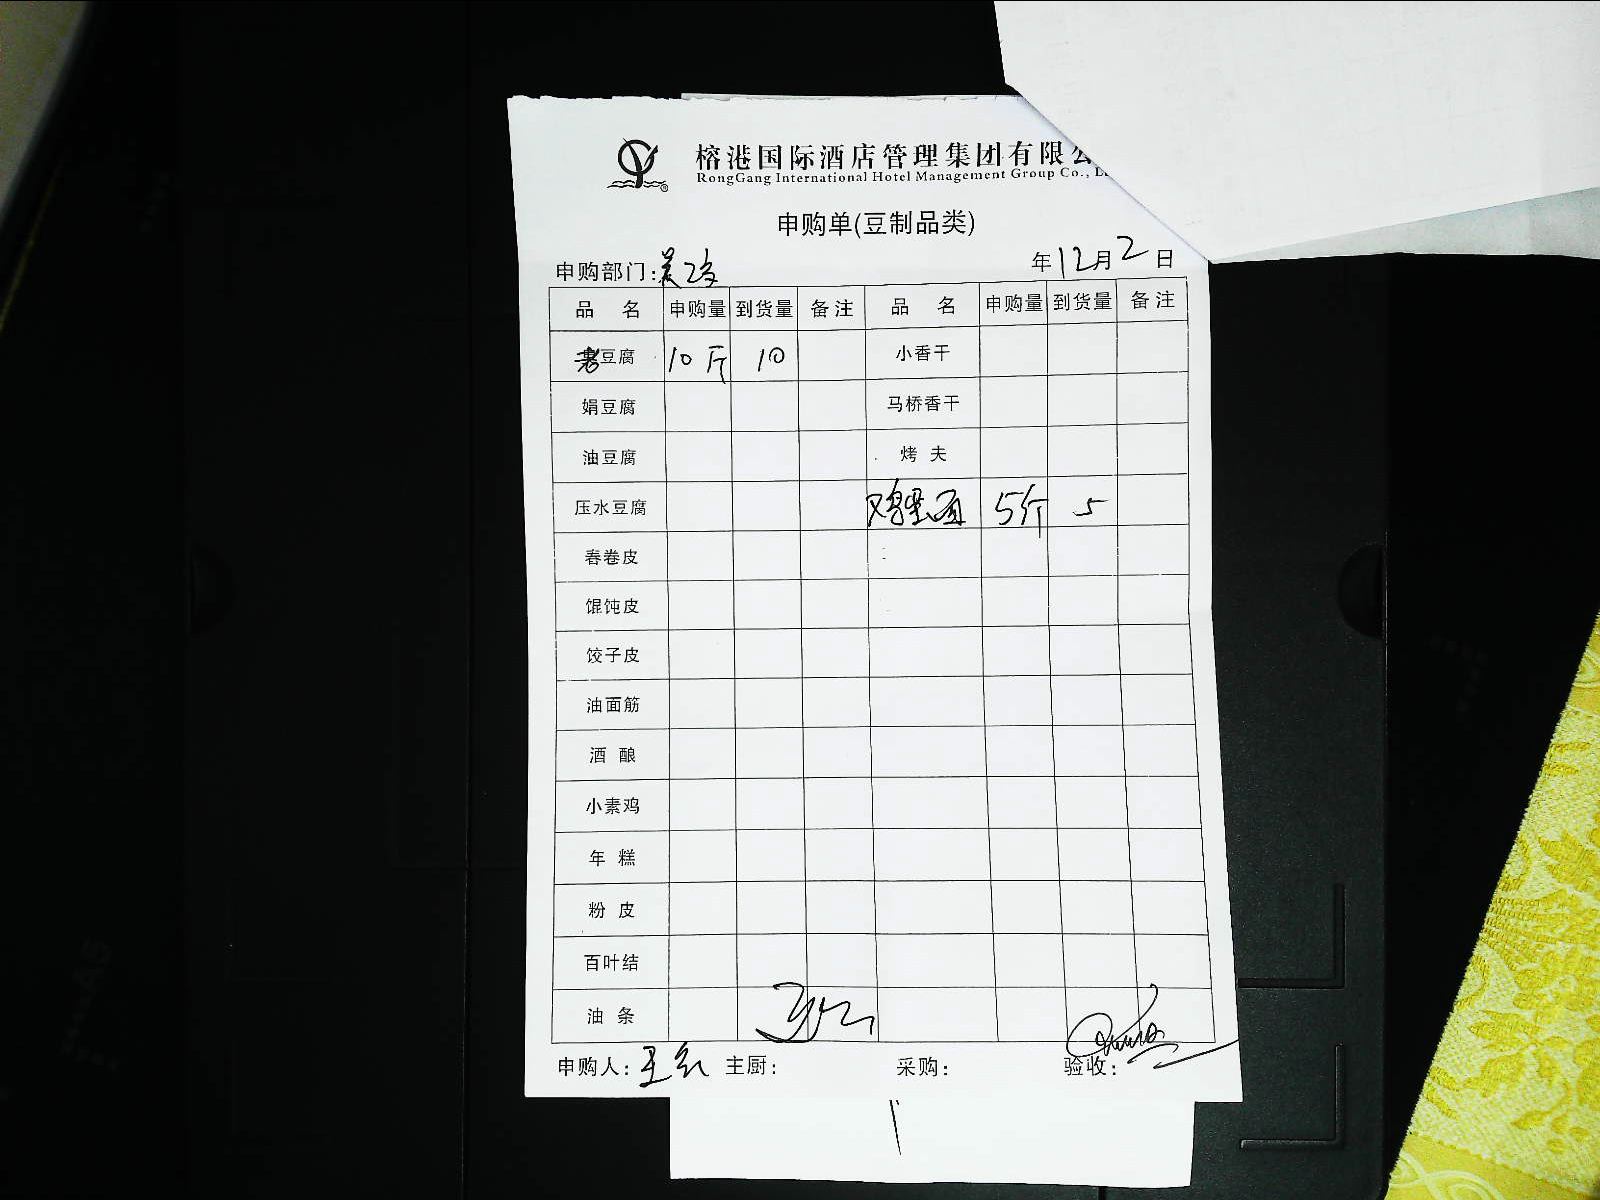 榕港国际酒店管理集团有限公
RongGang International Hotel Management Group Co., L
申购单(豆制品类)
申购部门: 年12月2日
品 名 申购量 到货量 备注 品 名 申购量 到货量 备注
老豆腐 10斤 10 小香干
娟豆腐 马桥香干
油豆腐 烤 夫
压水豆腐 5斤 5
春卷皮
馄饨皮
饺子皮
油面筋
酒 酿
小素鸡
年 糕
粉 皮
百叶结
油 条
申购人: 主厨: 采购: 验收: